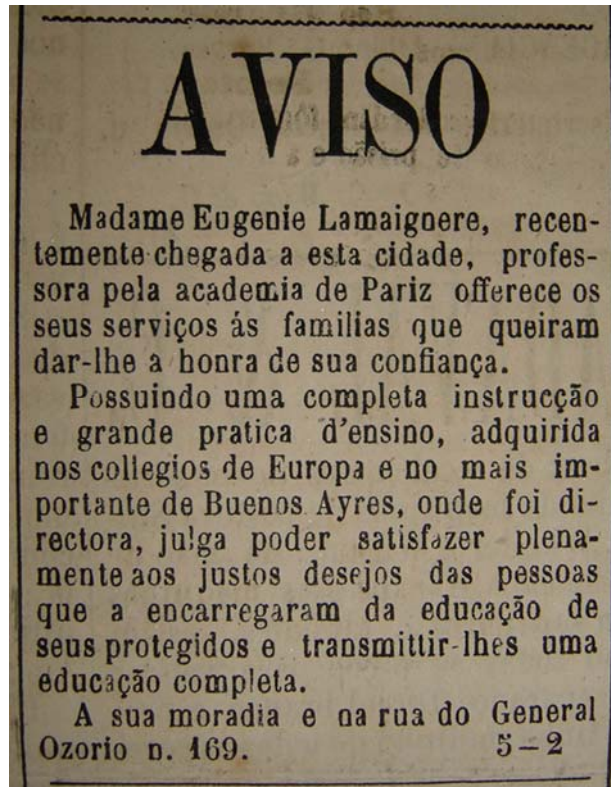 AVISO
Madame Eugenie Lamaignere, recen-
temente chegada a esta cidade, profes-
sora pela academia de Pariz offerece os
seus serviços ás familias que queiram
dar-lhe a honra de sua confiança.
Possuindo uma completa instrucção
e grande pratica d'ensino, adquirida
nos collegios de Europa e no mais im-
portante de Buenos Ayres, onde foi di-
rectora, julga poder satisfazer plena-
mente aos justos desejos das pessoas
que a encarregaram da educação de
seus protegidos e transmittir-lhes uma
educação completa.
A sua moradia e na rua do General
Ozorio n. 169. 5-2